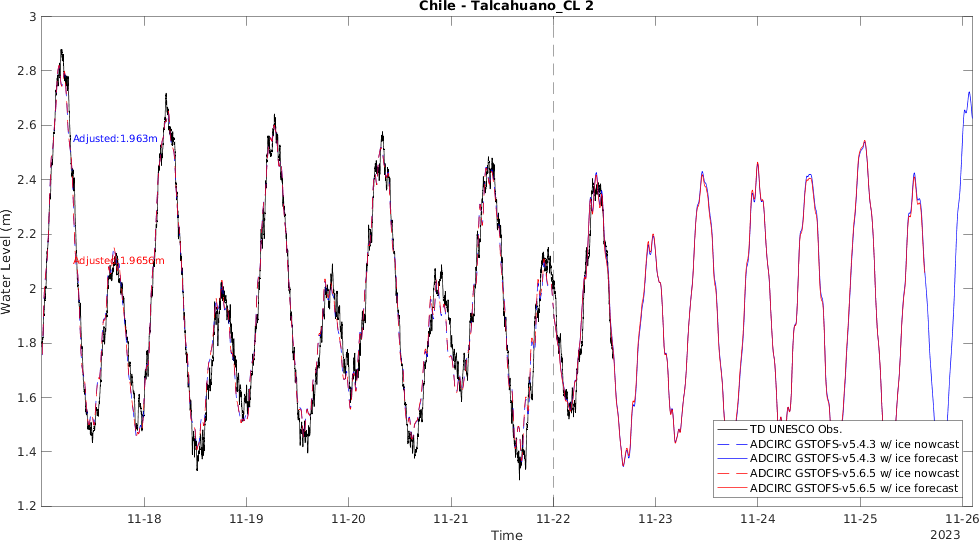 Chile - Talcahuano_CL 2
3
2.8
2.6
2.4
2.2
2
1.8
1.6
1.4
1.2
Water Level (m)
Adjusted:1.963m
Adjusted:1.9656m
TD UNESCO Obs.
ADCIRC GSTOFS-v5.4.3 w/ ice nowcast
ADCIRC GSTOFS-v5.4.3 w/ ice forecast
ADCIRC GSTOFS-v5.6.5 w/ ice nowcast
ADCIRC GSTOFS-v5.6.5 w/ ice forecast
11-18 11-19 11-20 11-21 11-22 11-23 11-24 11-25 11-26
2023
Time